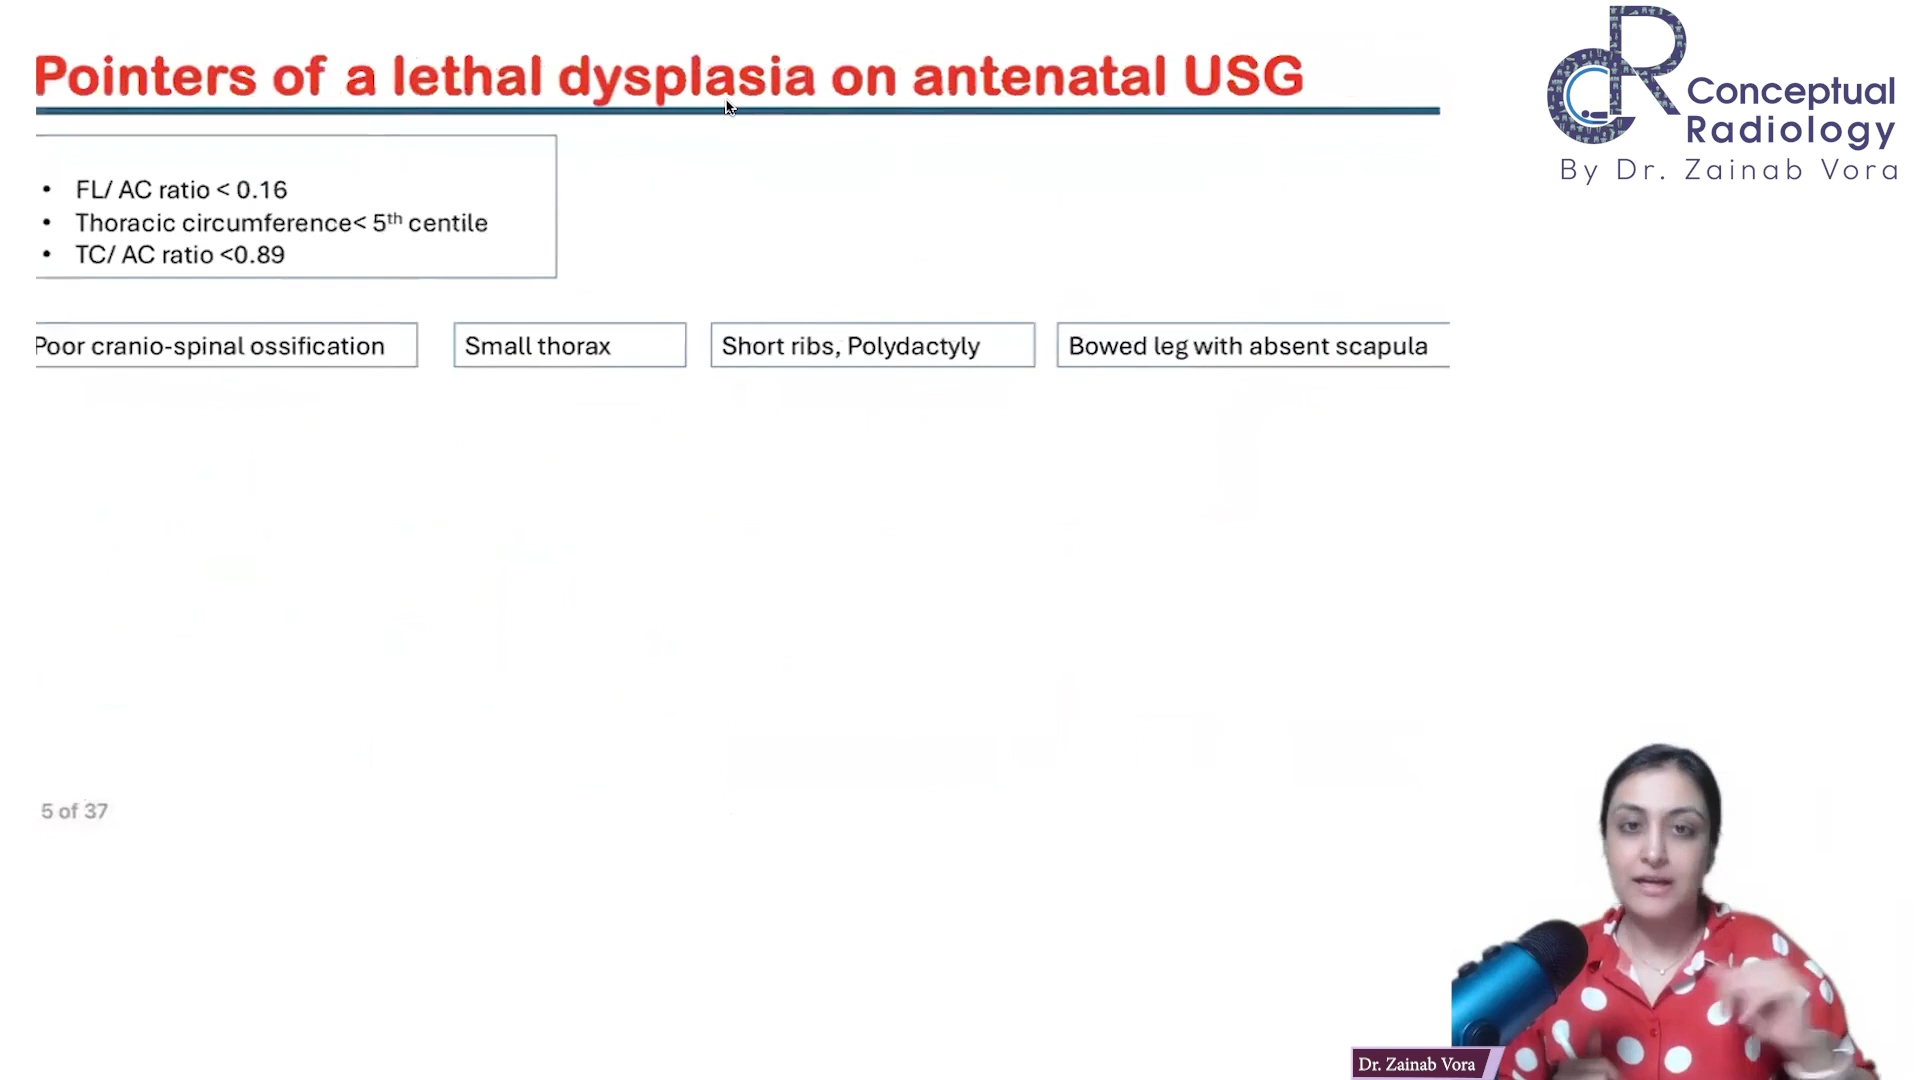 Pointers of a lethal dysplasia on antenatal USG
Conceptual
Radiology
By Dr. Zainab Vora
• FL/ AC ratio < 0.16
• Thoracic circumference< 5th centile
• TC/ AC ratio <0.89
Poor cranio-spinal ossification
Small thorax
Short ribs, Polydactyly
Bowed leg with absent scapula
5 of 37
Dr. Zainab Vora